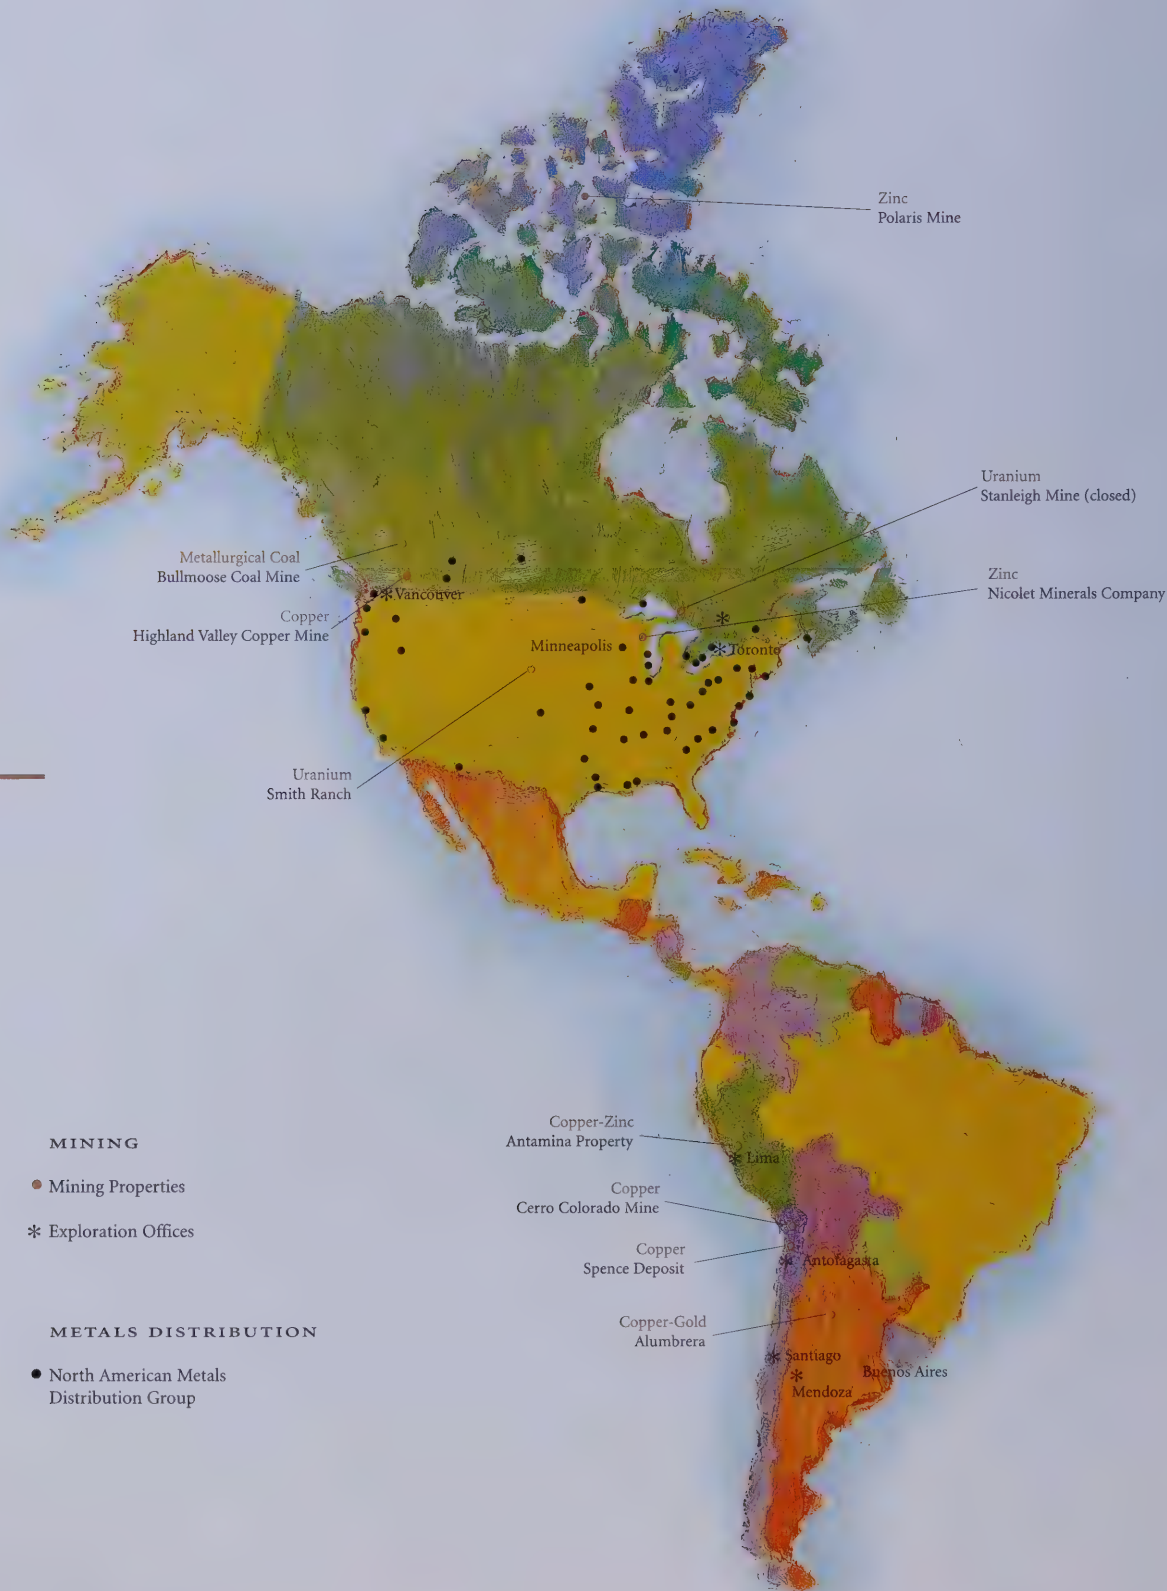 Zinc
Polaris Mine
Uranium
Stanleigh Mine (closed)
Metallurgical Coal
Bullmoose Coal Mine
Zinc
Nicolet Minerals Company
Vancouver
Copper
Highland Valley Copper Mine
Minneapolis
Toronto
Uranium
Smith Ranch
Copper-Zinc
Antamina Property
Lima
Copper
Cerro Colorado Mine
Copper
Spence Deposit
Antofagasta
Copper-Gold
Alumbrera
Santiago
Buenos Aires
Mendoza
MINING
Mining Properties
Exploration Offices
METALS DISTRIBUTION
North American Metals
Distribution Group